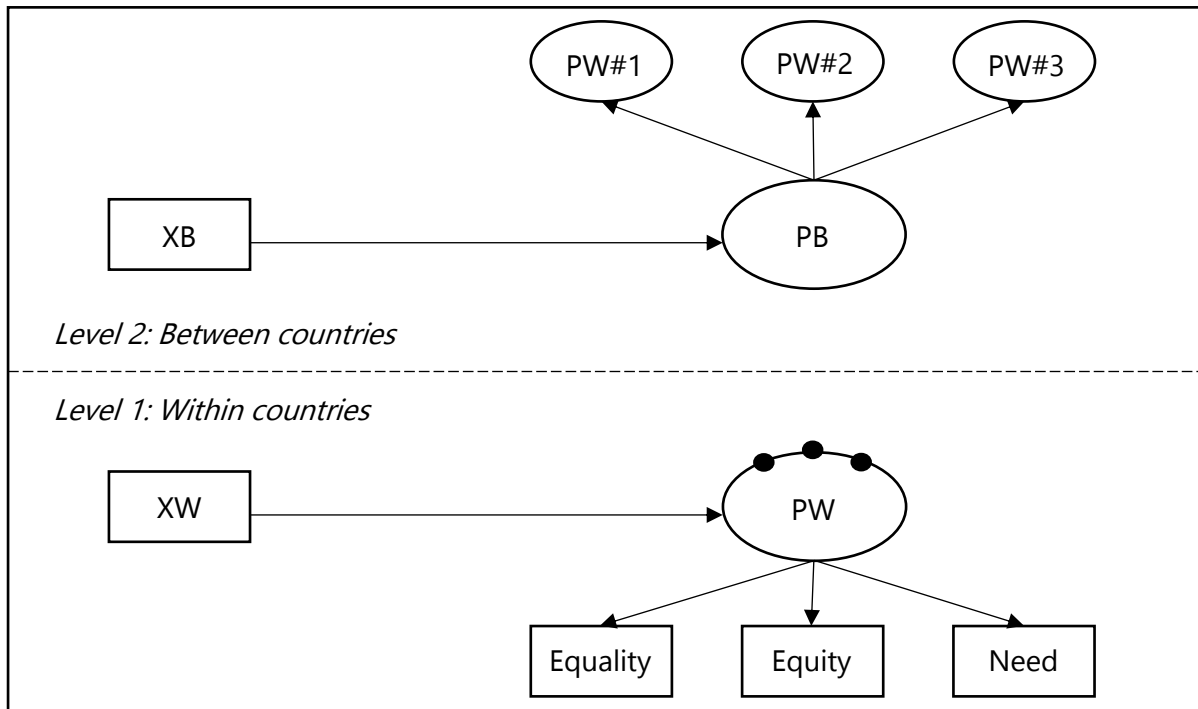 PW#1 PW#2 PW#3
XB PB
Level 2: Between countries
Level 1: Within countries
XW PW
Equality Equity Need